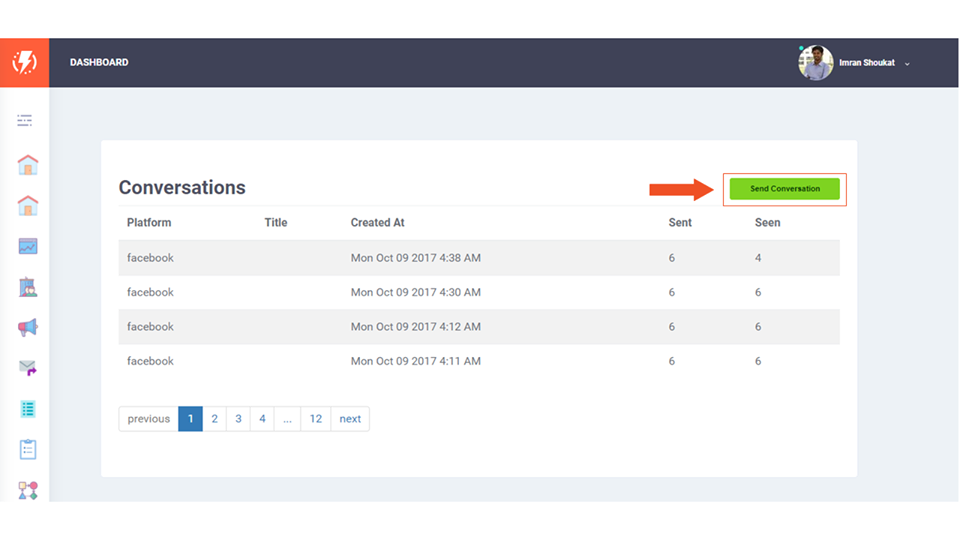 DASHBOARD
Imran Shoukat
Conversations
Send Conversation
Platform Title Created At Sent Seen
facebook Mon Oct 09 2017 4:38 AM 6 4
facebook Mon Oct 09 2017 4:30 AM 6 6
facebook Mon Oct 09 2017 4:12 AM 6 6
facebook Mon Oct 09 2017 4:11 AM 6 6
previous 1 2 3 4 ... 12 next